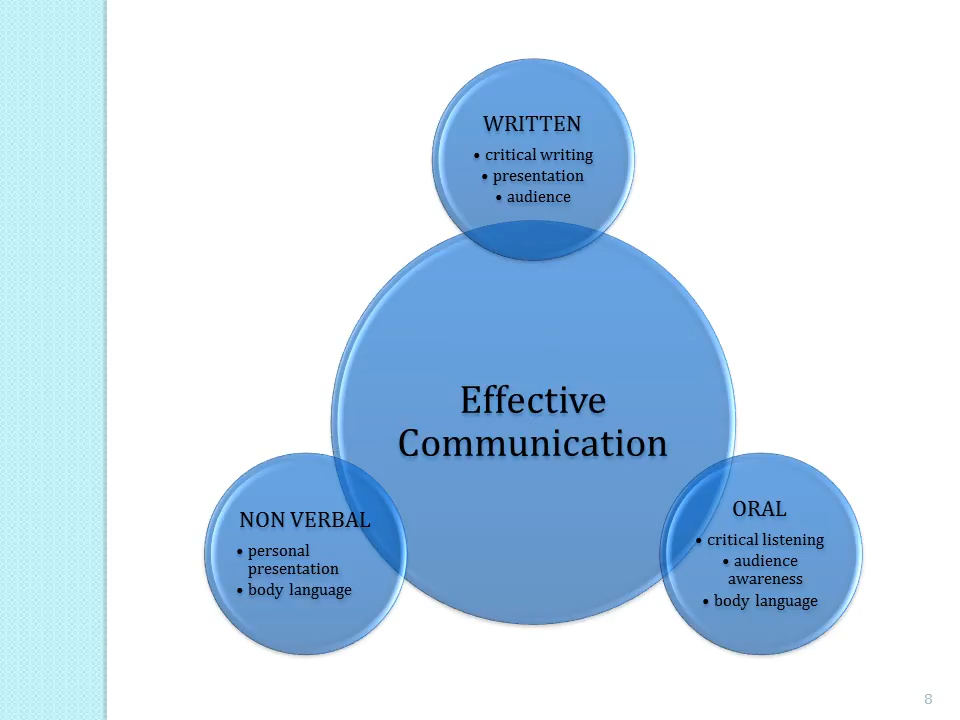 WRITTEN
• critical writing
• presentation
• audience
Effective
Communication
NON VERBAL
• personal
presentation
• body language
ORAL
• critical listening
• audience
awareness
• body language
8